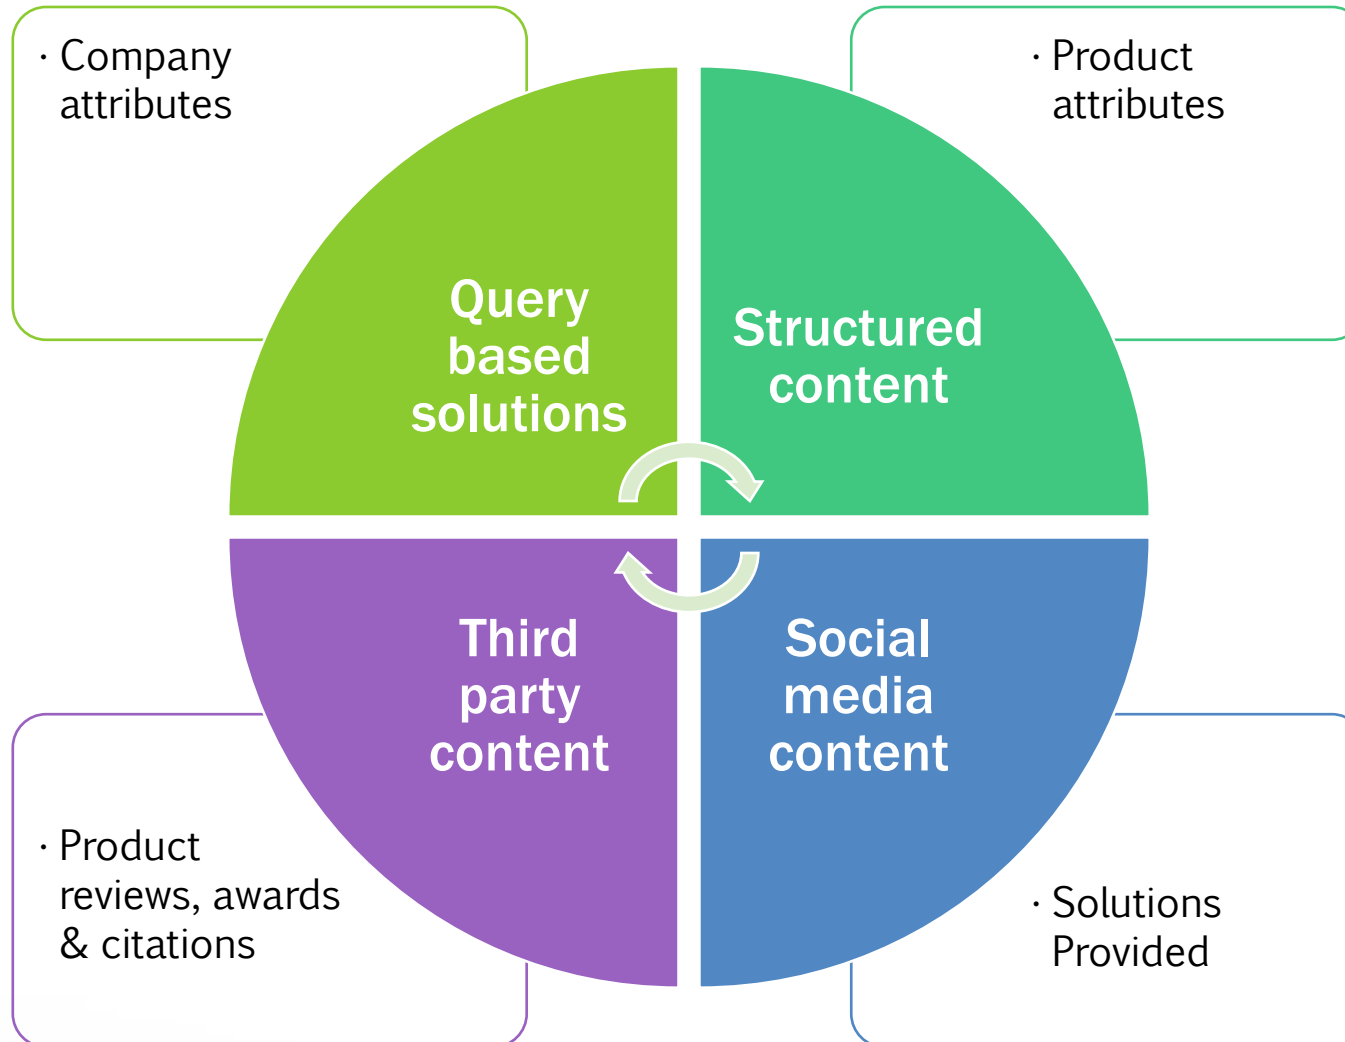 · Company
attributes
· Product
attributes
Query
based
solutions
Structured
content
Third
party
content
Social
media
content
· Product
reviews, awards
& citations
· Solutions
Provided